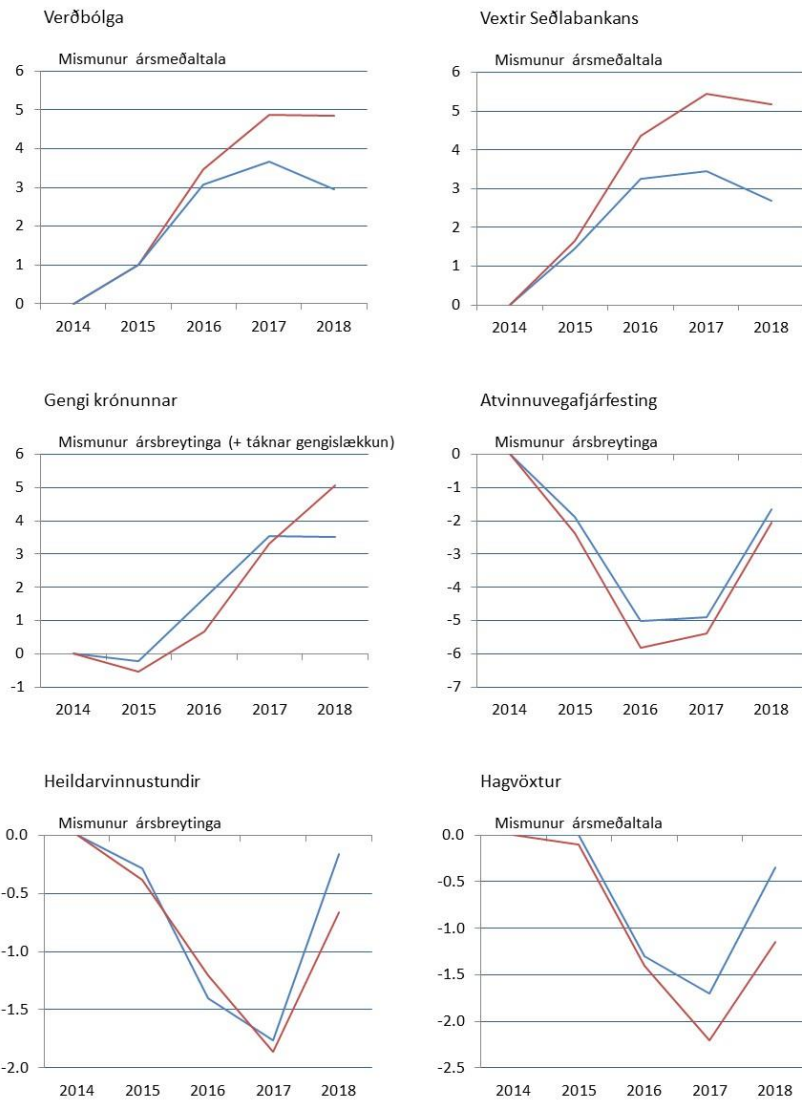 Verðbólga
Mismunur ársmeðaltala
6
5
4
3
2
1
0
2014 2015 2016 2017 2018
Vextir Seðlabankans
Mismunur ársmeðaltala
6
5
4
3
2
1
0
2014 2015 2016 2017 2018
Gengi krónunnar
Mismunur ársbreytinga (+ táknar gengislækkun)
6
5
4
3
2
1
0
-1
2014 2015 2016 2017 2018
Atvinnuvegafjárfesting
Mismunur ársbreytinga
0
-1
-2
-3
-4
-5
-6
-7
2014 2015 2016 2017 2018
Heildarvinnustundir
Mismunur ársbreytinga
0.0
-0.5
-1.0
-1.5
-2.0
2014 2015 2016 2017 2018
Hagvöxtur
Mismunur ársmeðaltala
0.0
-0.5
-1.0
-1.5
-2.0
-2.5
2014 2015 2016 2017 2018